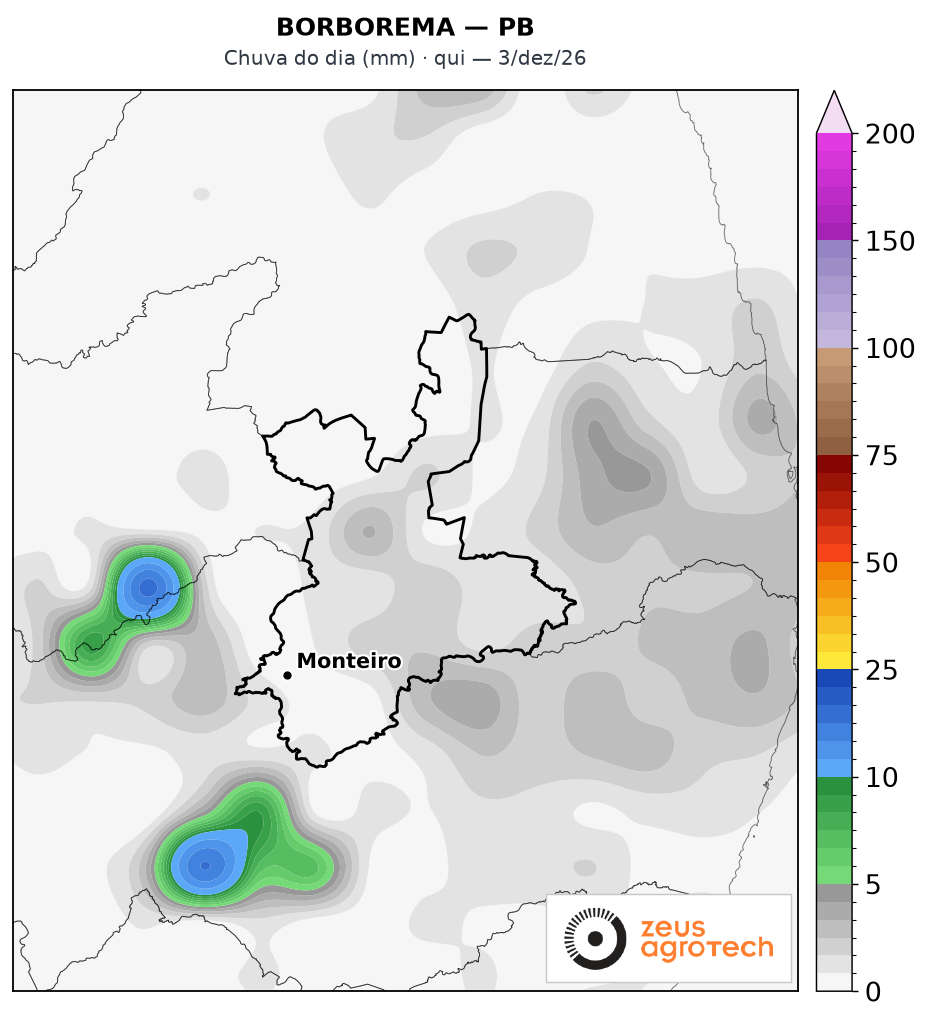 BORBOREMA — PB
Chuva do dia (mm) · qui — 3/dez/26
200
150
100
75
50
25
10
5
0
Monteiro
zeus
agrotech